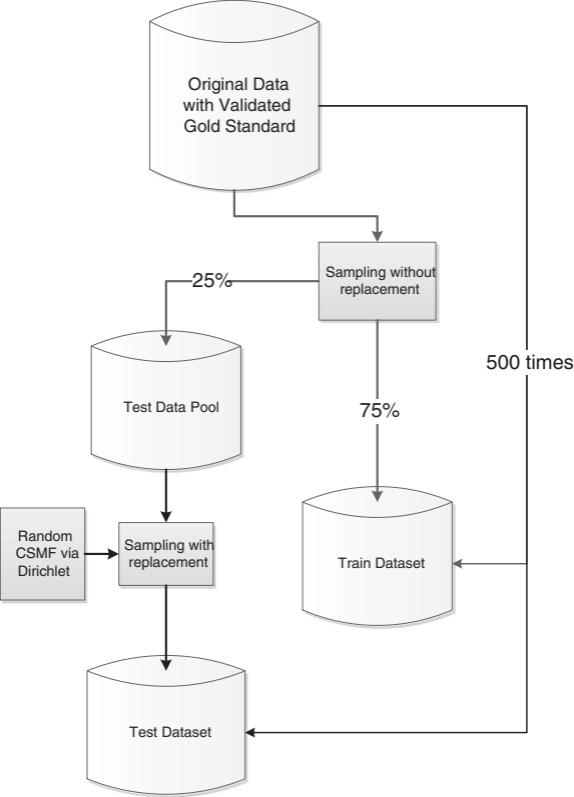 Original Data
with Validated
Gold Standard
Sampling without
replacement
25%
500 times
Test Data Pool
75%
Random
CSMF via
Dirichlet
Sampling with
replacement
Train Dataset
Test Dataset